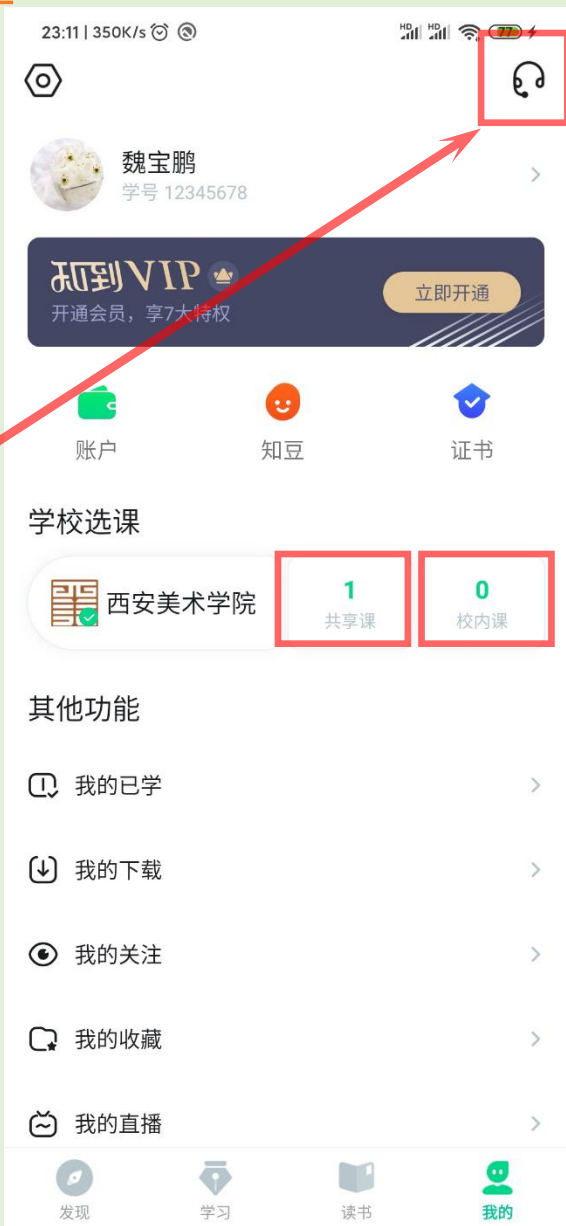 23:11 | 350K/s HD HD 77
魏宝鹏
学号 12345678
知到VIP
立即开通
开通会员，享7大特权
账户 知豆 证书
学校选课
西安美术学院
1 0
共享课 校内课
其他功能
我的已学
我的下载
我的关注
我的收藏
我的直播
发现 学习 读书 我的